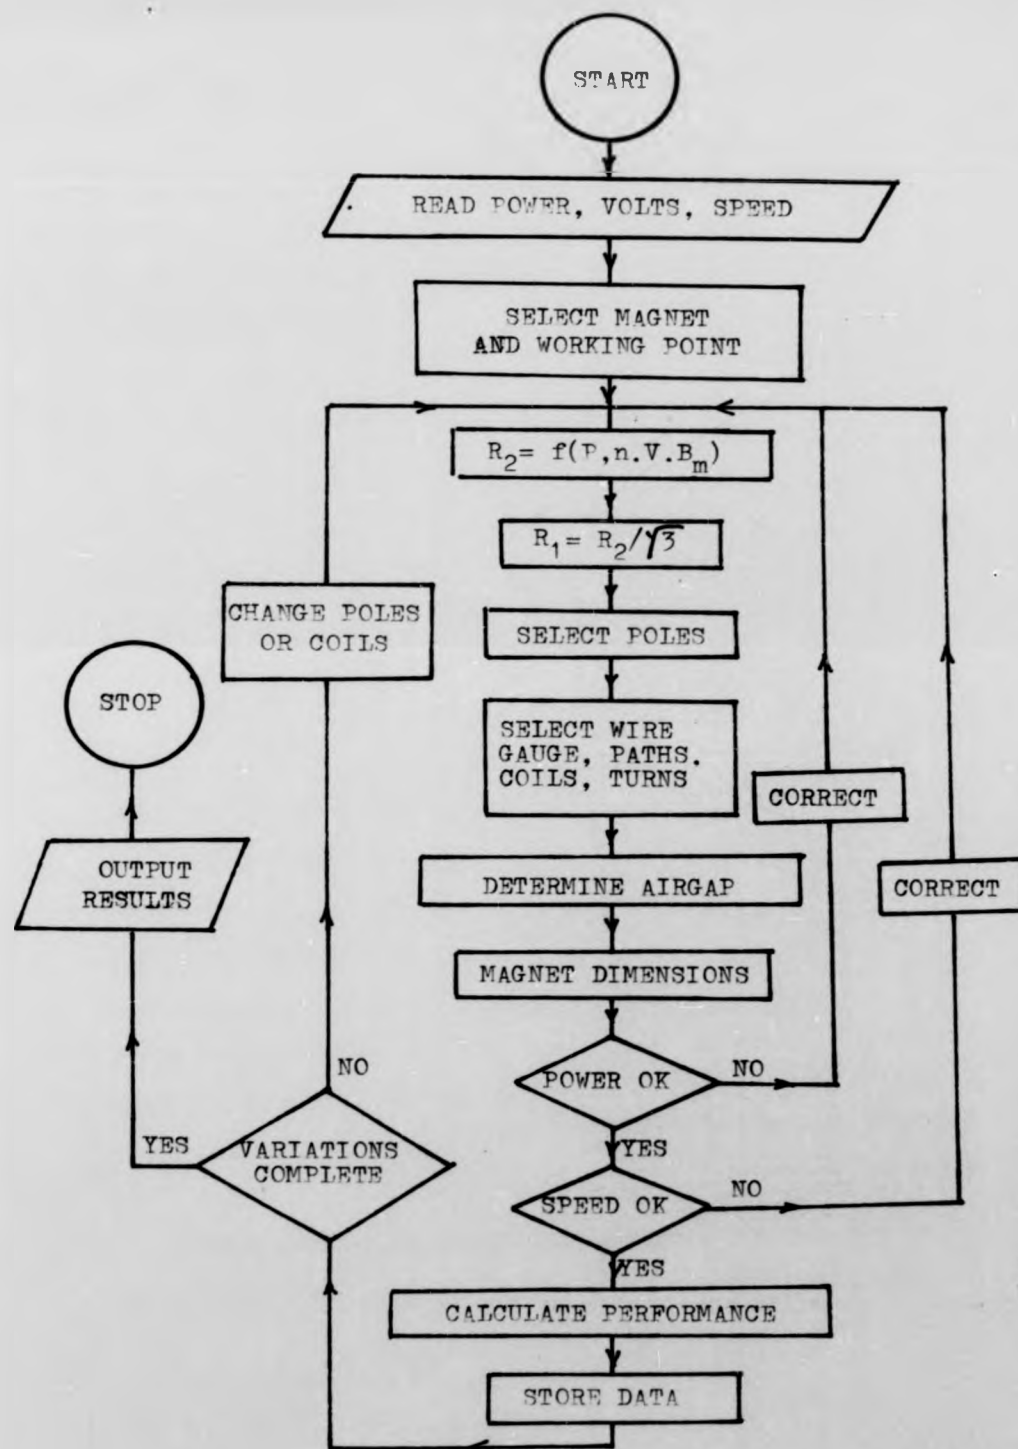 START
READ POWER, VOLTS, SPEED
SELECT MAGNET
AND WORKING POINT
R₂= f(P,n.V.Bₘ)
R₁= R₂/√3
CHANGE POLES
OR COILS
SELECT POLES
STOP
SELECT WIRE
GAUGE, PATHS.
COILS, TURNS
CORRECT
OUTPUT
RESULTS
DETERMINE AIRGAP
CORRECT
MAGNET DIMENSIONS
NO
POWER OK
NO
YES
VARIATIONS
COMPLETE
YES
SPEED OK
NO
YES
CALCULATE PERFORMANCE
STORE DATA